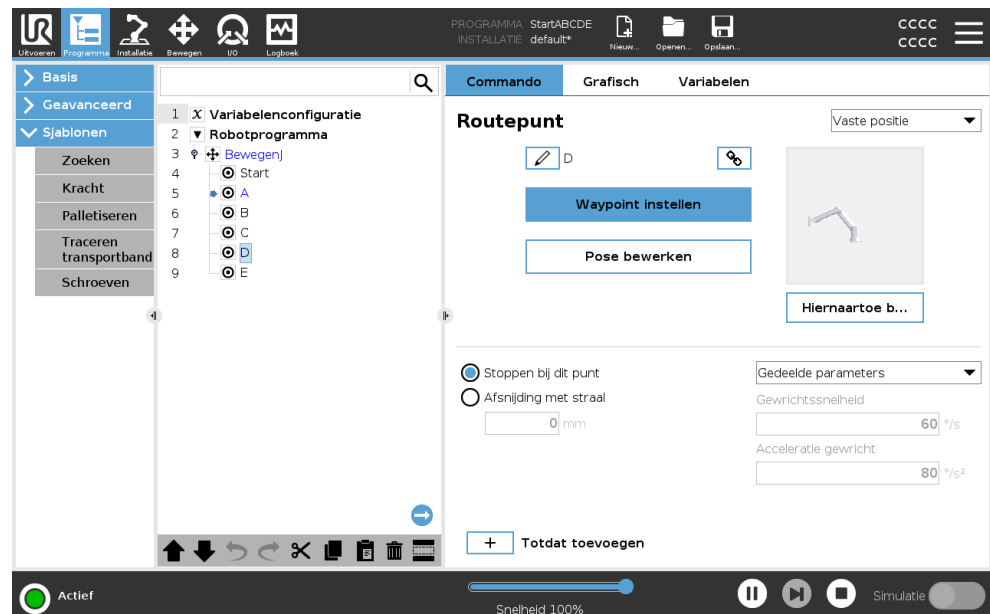 UR
Uitvoeren Programma Installatie Bewegen I/O Logboek
PROGRAMMA StartABCDE
INSTALLATIE default*
Nieuw... Openen... Opslaan...
CCCC
CCCC
Basis
Geavanceerd
Sjablonen
Zoeken
Kracht
Palletiseren
Traceren
transportband
Schroeven
1 X Variabelenconfiguratie
2 Robotprogramma
3 BewegenJ
4 Start
5 A
6 B
7 C
8 D
9 E
Commando Grafisch Variabelen
Routepunt
Vaste positie
D
Waypoint instellen
Pose bewerken
Hiernaartoe b...
Stoppen bij dit punt
Afsnijding met straal
0 mm
Gedeelde parameters
Gewrichtssnelheid
60 °/s
Acceleratie gewricht
80 °/s²
+ Totdat toevoegen
Actief
Snelheid 100%
Simulatie